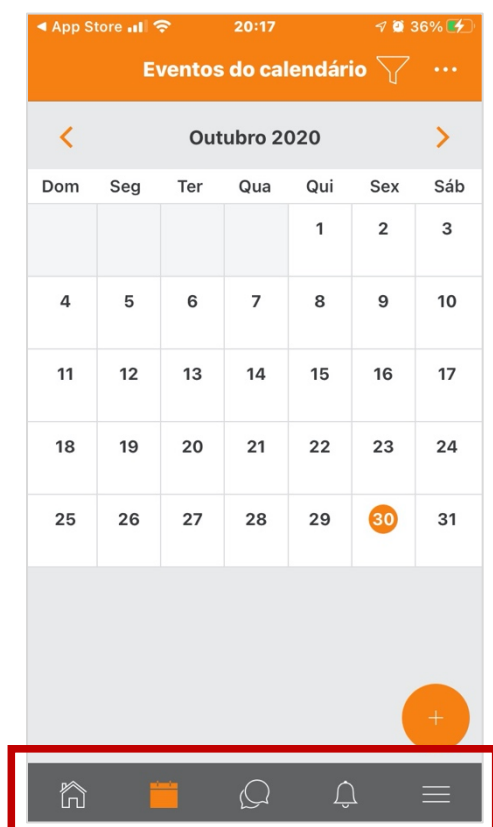 ◀ App Store 20:17 36%
Eventos do calendário ...
Outubro 2020
Dom Seg Ter Qua Qui Sex Sáb
1 2 3
4 5 6 7 8 9 10
11 12 13 14 15 16 17
18 19 20 21 22 23 24
25 26 27 28 29 30 31
+